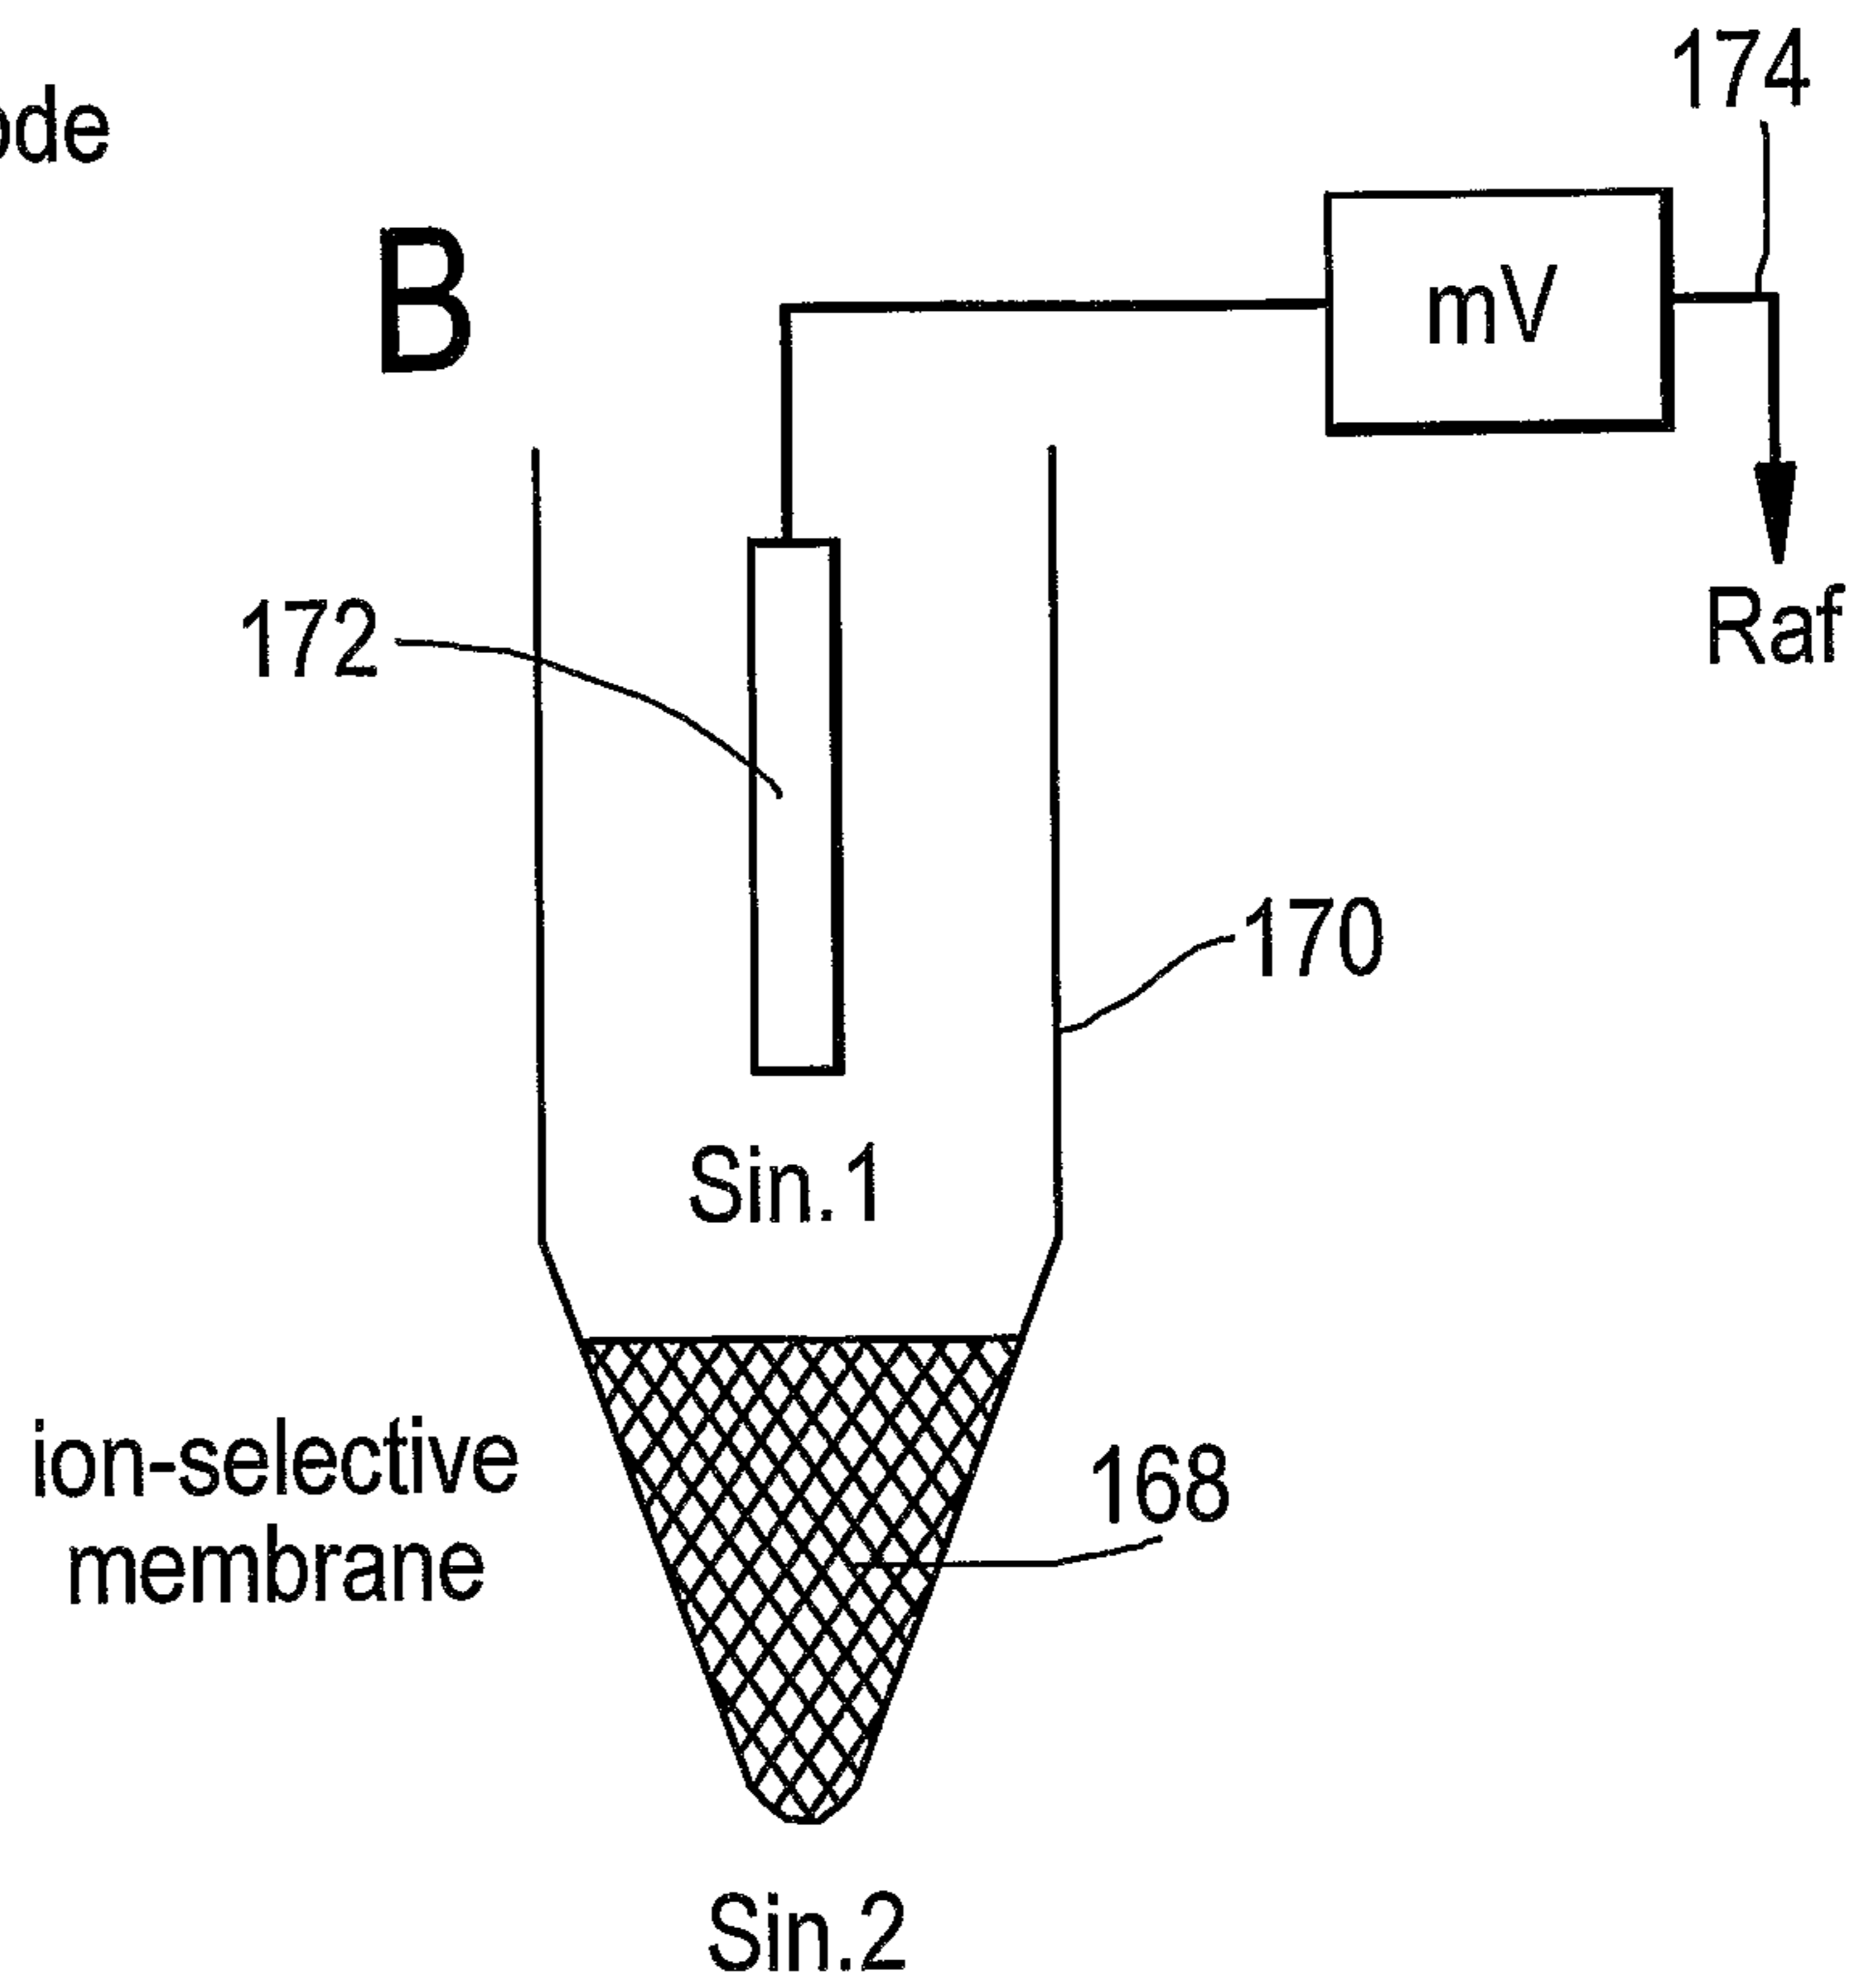 174
ode
B
mV
172
Raf
170
Sin.1
ion-selective
membrane
168
Sin.2